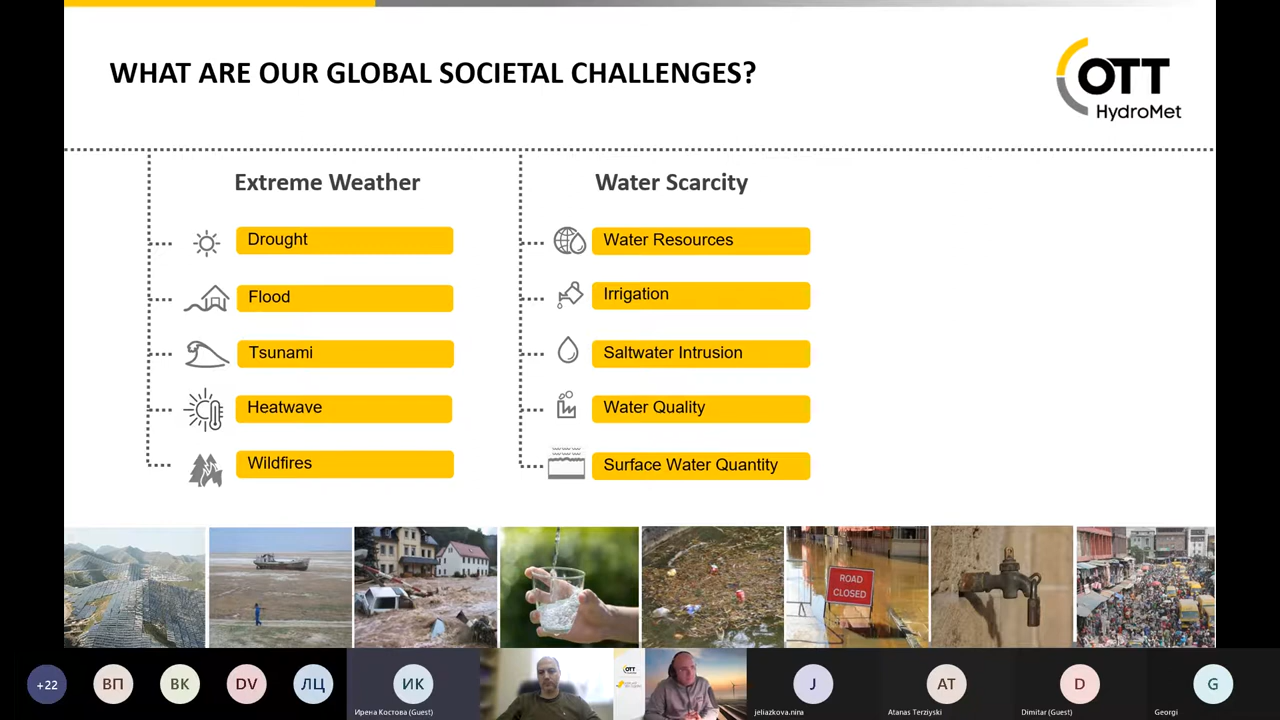 WHAT ARE OUR GLOBAL SOCIETAL CHALLENGES?
OTT
HydroMet
Extreme Weather
Drought
Flood
Tsunami
Heatwave
Wildfires
Water Scarcity
Water Resources
Irrigation
Saltwater Intrusion
Water Quality
Surface Water Quantity
ROAD
CLOSED
+22
ВП
ВК
DV
ЛЦ
ИК
Ирена Костова (Guest)
OTT
J
jeliazkova.nina
AT
Atanas Terziyski
D
Dimitar (Guest)
G
Georgi